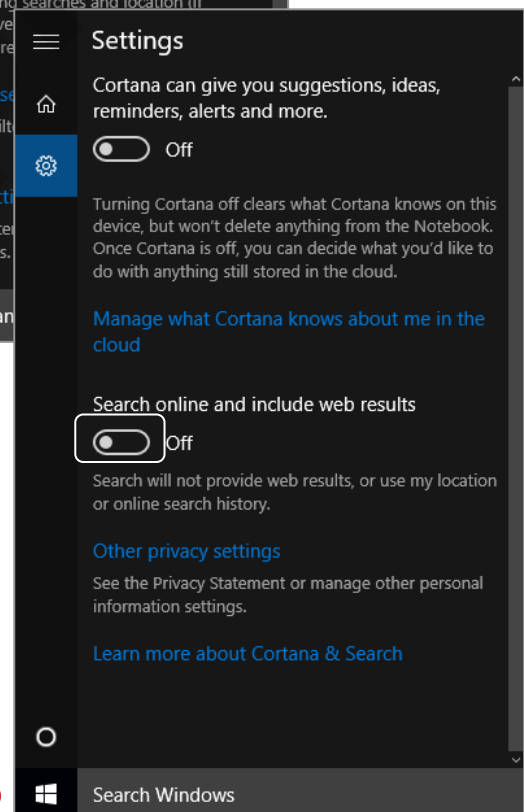 ng searches and location (if
Settings
Cortana can give you suggestions, ideas,
reminders, alerts and more.
Off
Turning Cortana off clears what Cortana knows on this
device, but won't delete anything from the Notebook.
Once Cortana is off, you can decide what you'd like to
do with anything still stored in the cloud.
Manage what Cortana knows about me in the
cloud
Search online and include web results
Off
Search will not provide web results, or use my location
or online search history.
Other privacy settings
See the Privacy Statement or manage other personal
information settings.
Learn more about Cortana & Search
Search Windows